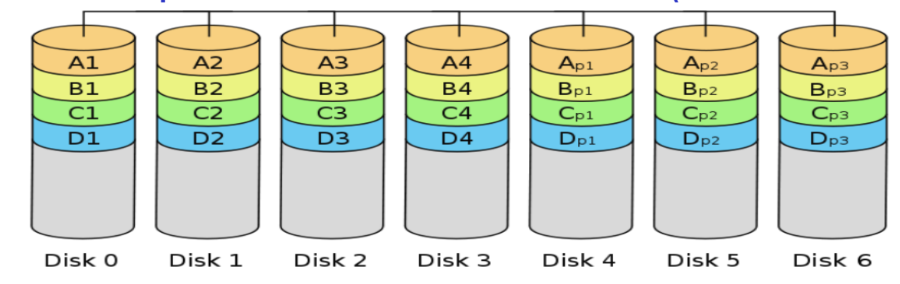 A1 A2 A3 A4 Ap1 Ap2 Ap3
B1 B2 B3 B4 Bp1 Bp2 Bp3
C1 C2 C3 C4 Cp1 Cp2 Cp3
D1 D2 D3 D4 Dp1 Dp2 Dp3
Disk 0 Disk 1 Disk 2 Disk 3 Disk 4 Disk 5 Disk 6